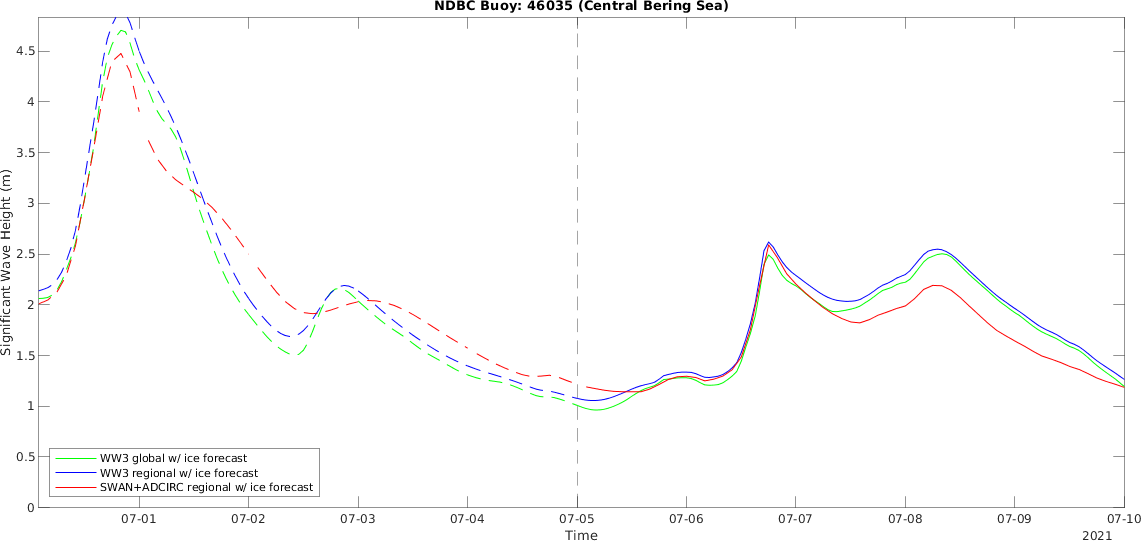 NDBC Buoy: 46035 (Central Bering Sea)
Significant Wave Height (m)
4.5
4
3.5
3
2.5
2
1.5
1
0.5
0
WW3 global w/ ice forecast
WW3 regional w/ ice forecast
SWAN+ADCIRC regional w/ ice forecast
07-01 07-02 07-03 07-04 07-05 07-06 07-07 07-08 07-09 07-10
Time
2021